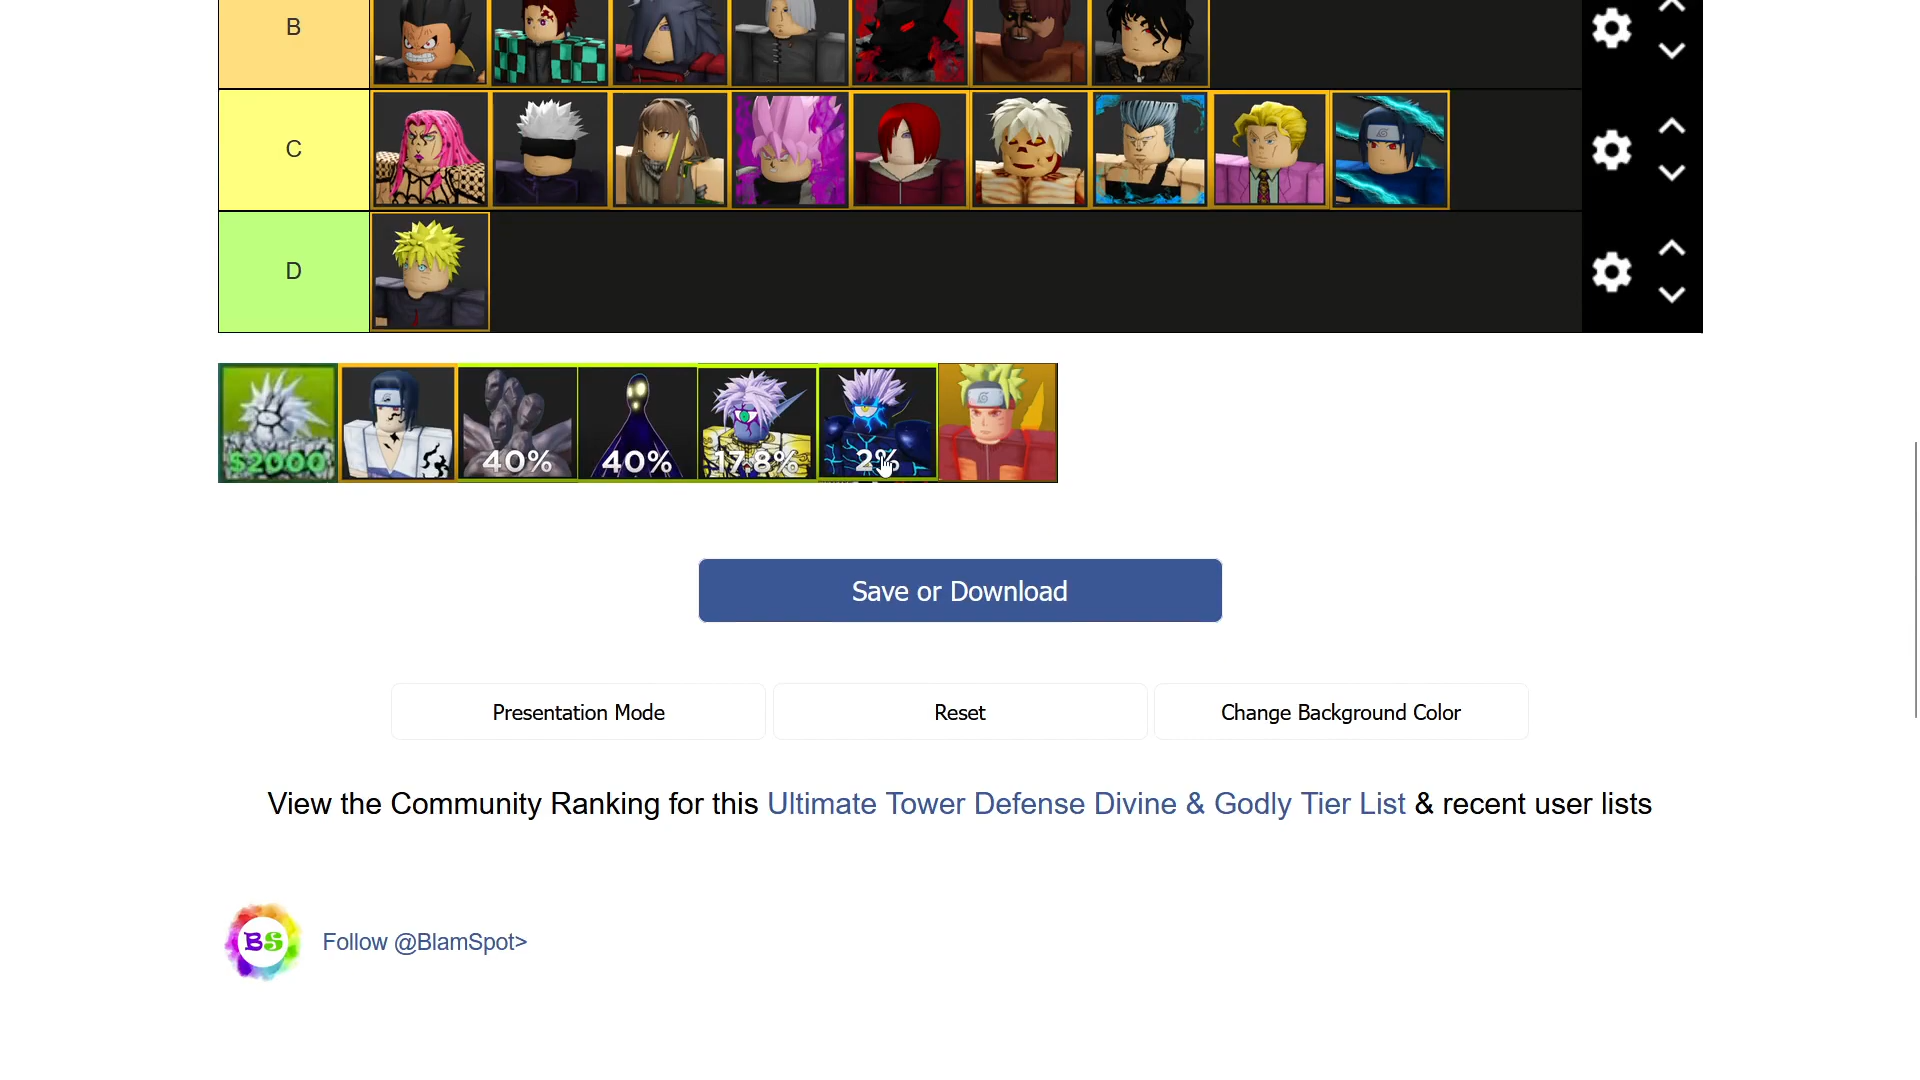 B
C
D
$2000
40%
40%
17.8%
2%
Save or Download
Presentation Mode
Reset
Change Background Color
View the Community Ranking for this Ultimate Tower Defense Divine & Godly Tier List & recent user lists
BS
Follow @BlamSpot>